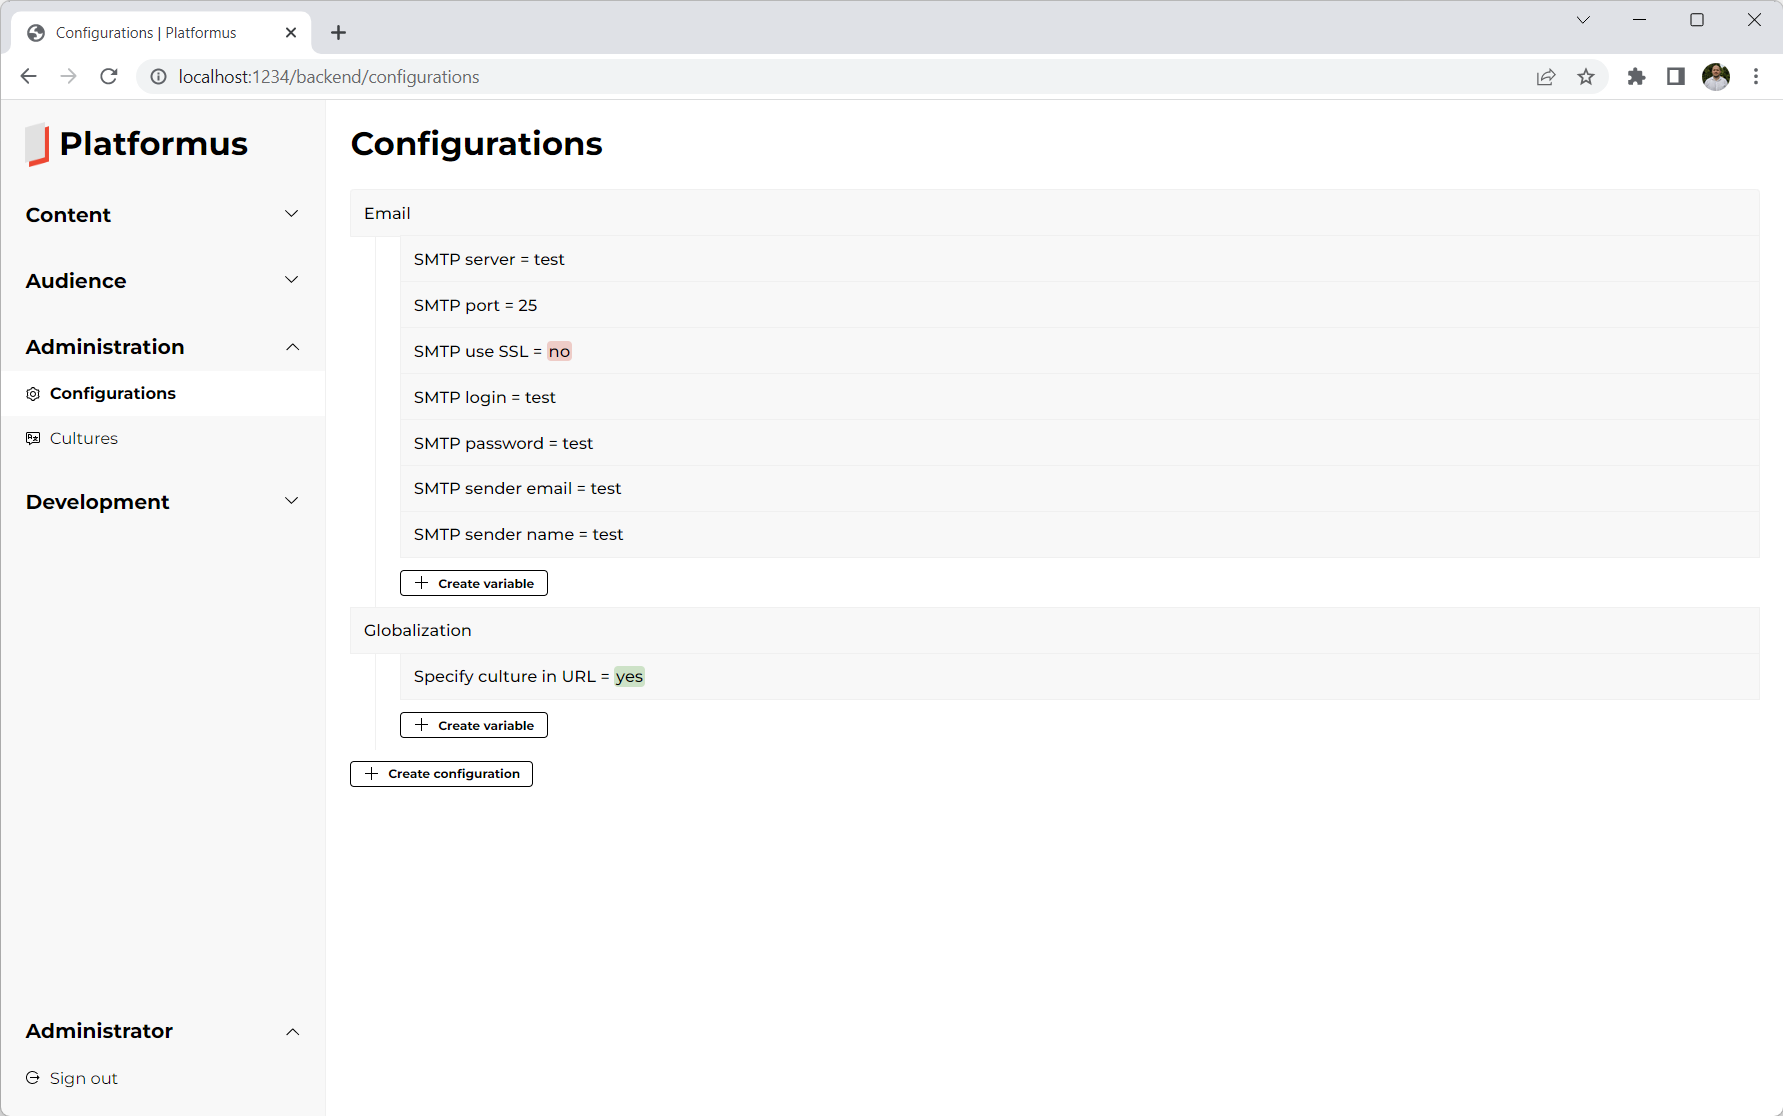 Configurations | Platformus
localhost:1234/backend/configurations
Platformus
Content
Audience
Administration
Configurations
Cultures
Development
Administrator
Sign out
Configurations
Email
SMTP server = test
SMTP port = 25
SMTP use SSL = no
SMTP login = test
SMTP password = test
SMTP sender email = test
SMTP sender name = test
Create variable
Globalization
Specify culture in URL = yes
Create variable
Create configuration